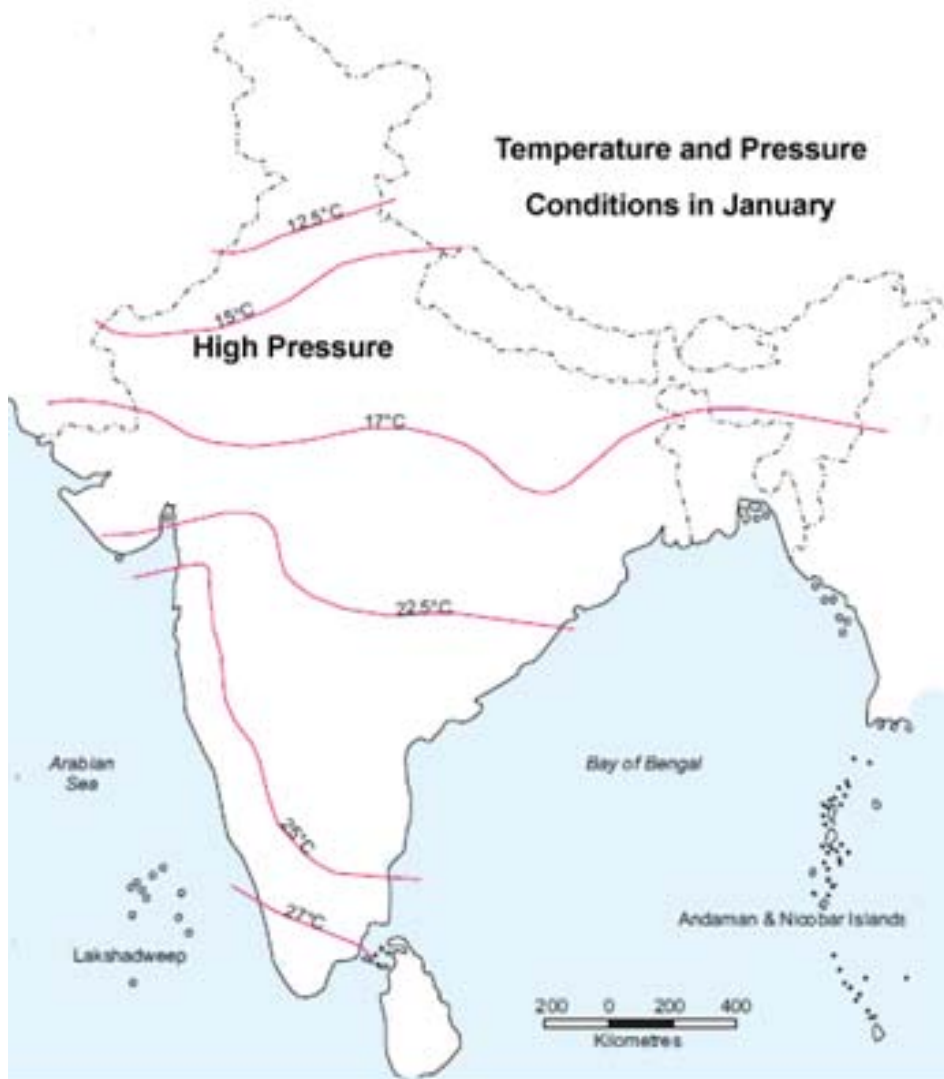 Temperature and Pressure
Conditions in January
12.5°C
15°C
High Pressure
17°C
22.5°C
Arabian
Sea
Bay of Bengal
25°C
27°C
Andaman & Nicobar Islands
Lakshadweep
200 0 200 400
Kilometres